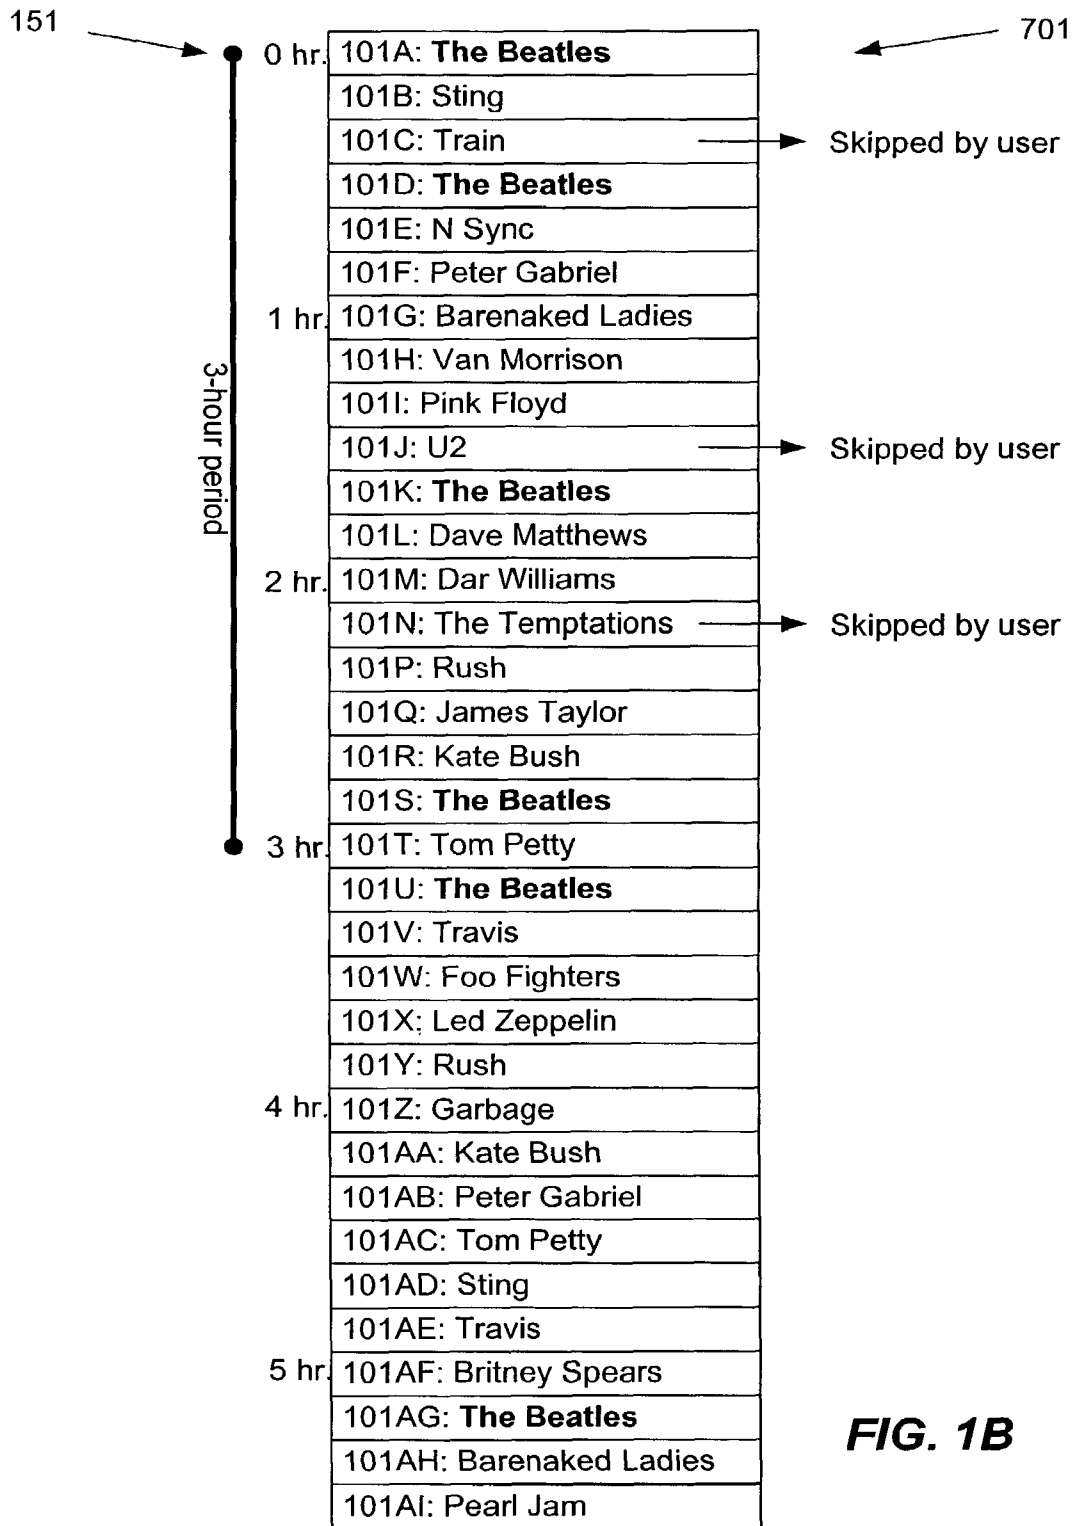 151
701
0 hr. 101A: The Beatles
101B: Sting
101C: Train Skipped by user
101D: The Beatles
101E: N Sync
101F: Peter Gabriel
1 hr. 101G: Barenaked Ladies
101H: Van Morrison
101I: Pink Floyd
3-hour period
101J: U2 Skipped by user
101K: The Beatles
101L: Dave Matthews
2 hr. 101M: Dar Williams
101N: The Temptations Skipped by user
101P: Rush
101Q: James Taylor
101R: Kate Bush
101S: The Beatles
3 hr. 101T: Tom Petty
101U: The Beatles
101V: Travis
101W: Foo Fighters
101X: Led Zeppelin
101Y: Rush
4 hr. 101Z: Garbage
101AA: Kate Bush
101AB: Peter Gabriel
101AC: Tom Petty
101AD: Sting
101AE: Travis
5 hr. 101AF: Britney Spears
101AG: The Beatles
101AH: Barenaked Ladies
101AI: Pearl Jam
FIG. 1B